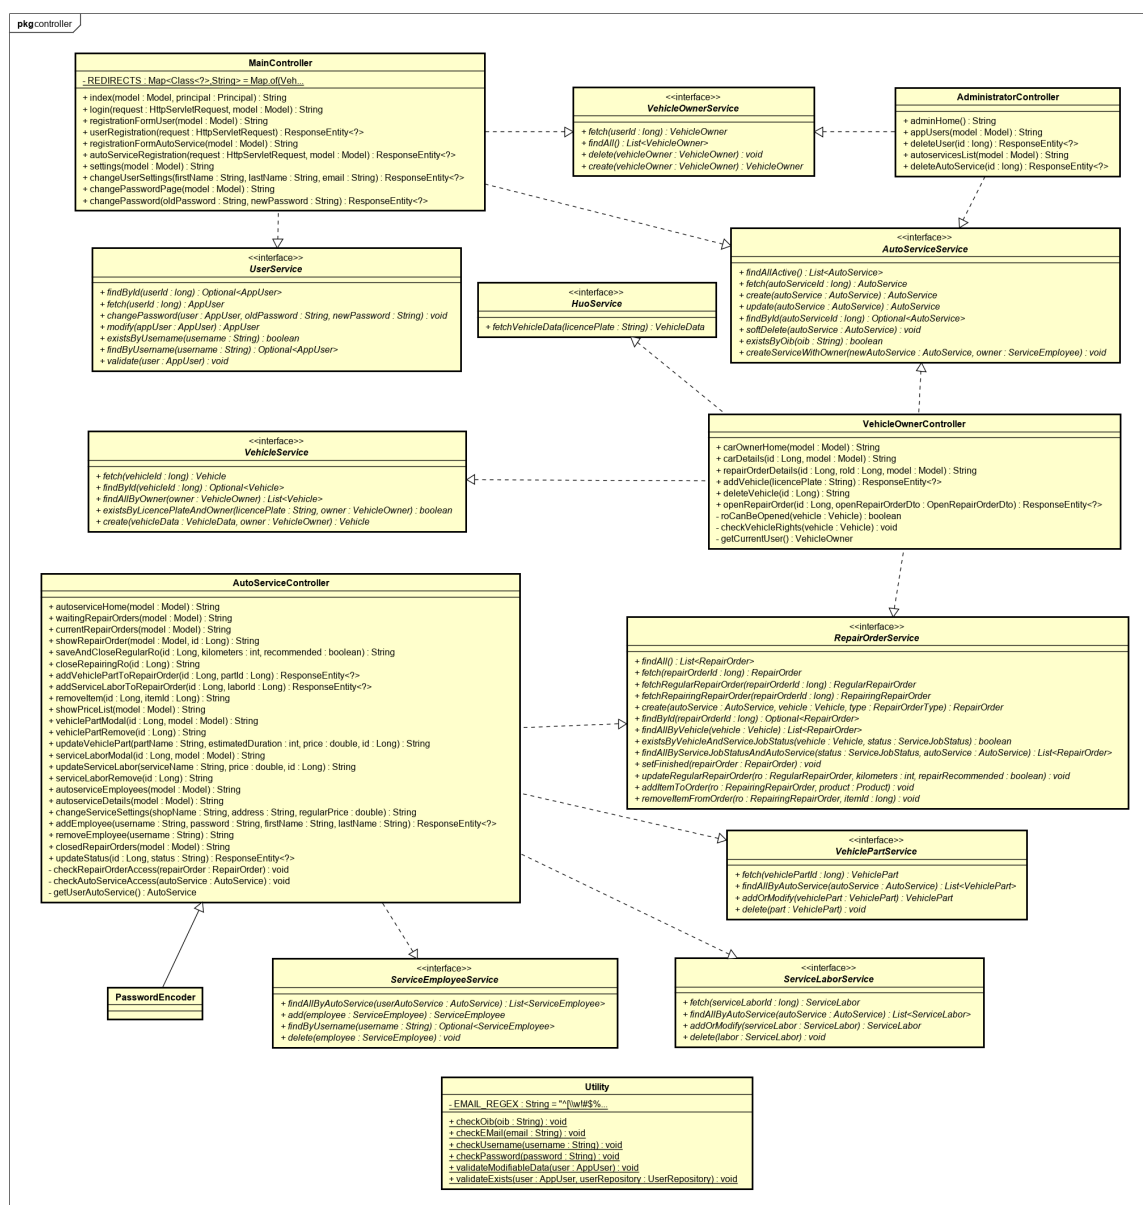 pkg controller
MainController
- REDIRECTS : Map<Class<?>,String> = Map.of(Veh...
+ index(model : Model, principal : Principal) : String
+ login(request : HttpServletRequest, model : Model) : String
+ registrationFormUser(model : Model) : String
+ userRegistration(request : HttpServletRequest) : ResponseEntity<?>
+ registrationFormAutoService(model : Model) : String
+ autoServiceRegistration(request : HttpServletRequest, model : Model) : ResponseEntity<?>
+ settings(model : Model) : String
+ changeUserSettings(firstName : String, lastName : String, email : String) : ResponseEntity<?>
+ changePasswordPage(model : Model) : String
+ changePassword(oldPassword : String, newPassword : String) : ResponseEntity<?>
<<interface>>
VehicleOwnerService
+ fetch(userId : long) : VehicleOwner
+ findAll() : List<VehicleOwner>
+ delete(vehicleOwner : VehicleOwner) : void
+ create(vehicleOwner : VehicleOwner) : VehicleOwner
AdministratorController
+ adminHome() : String
+ appUsers(model : Model) : String
+ deleteUser(id : long) : ResponseEntity<?>
+ autoservicesList(model : Model) : String
+ deleteAutoService(id : long) : ResponseEntity<?>
<<interface>>
UserService
+ findById(userId : long) : Optional<AppUser>
+ fetch(userId : long) : AppUser
+ changePassword(user : AppUser, oldPassword : String, newPassword : String) : void
+ modify(appUser : AppUser) : AppUser
+ existsByUsername(username : String) : boolean
+ findByUsername(username : String) : Optional<AppUser>
+ validate(user : AppUser) : void
<<interface>>
HuoService
+ fetchVehicleData(licencePlate : String) : VehicleData
<<interface>>
AutoServiceService
+ findAllActive() : List<AutoService>
+ fetch(autoServiceId : long) : AutoService
+ create(autoService : AutoService) : AutoService
+ update(autoService : AutoService) : AutoService
+ findById(autoServiceId : long) : Optional<AutoService>
+ softDelete(autoService : AutoService) : void
+ existsByOib(oib : String) : boolean
+ createServiceWithOwner(newAutoService : AutoService, owner : ServiceEmployee) : void
<<interface>>
VehicleService
+ fetch(vehicleId : long) : Vehicle
+ findById(vehicleId : long) : Optional<Vehicle>
+ findAllByOwner(owner : VehicleOwner) : List<Vehicle>
+ existsByLicencePlateAndOwner(licencePlate : String, owner : VehicleOwner) : boolean
+ create(vehicleData : VehicleData, owner : VehicleOwner) : Vehicle
VehicleOwnerController
+ carOwnerHome(model : Model) : String
+ carDetails(id : Long, model : Model) : String
+ repairOrderDetails(id : Long, roId : Long, model : Model) : String
+ addVehicle(licencePlate : String) : ResponseEntity<?>
+ deleteVehicle(id : Long) : String
+ openRepairOrder(id : Long, openRepairOrderDto : OpenRepairOrderDto) : ResponseEntity<?>
- roCanBeOpened(vehicle : Vehicle) : boolean
- checkVehicleRights(vehicle : Vehicle) : void
- getCurrentUser() : VehicleOwner
AutoServiceController
+ autoserviceHome(model : Model) : String
+ waitingRepairOrders(model : Model) : String
+ currentRepairOrders(model : Model) : String
+ showRepairOrder(model : Model, id : Long) : String
+ saveAndCloseRegularRo(id : Long, kilometers : int, recommended : boolean) : String
+ closeRepairingRo(id : Long) : String
+ addVehiclePartToRepairOrder(id : Long, partId : Long) : ResponseEntity<?>
+ addServiceLaborToRepairOrder(id : Long, laborId : Long) : ResponseEntity<?>
+ removeItem(id : Long, itemId : Long) : String
+ showPriceList(model : Model) : String
+ vehiclePartModal(id : Long, model : Model) : String
+ vehiclePartRemove(id : Long) : String
+ updateVehiclePart(partName : String, estimatedDuration : int, price : double, id : Long) : String
+ serviceLaborModal(id : Long, model : Model) : String
+ updateServiceLabor(serviceName : String, price : double, id : Long) : String
+ serviceLaborRemove(id : Long) : String
+ autoserviceEmployees(model : Model) : String
+ autoserviceDetails(model : Model) : String
+ changeServiceSettings(shopName : String, address : String, regularPrice : double) : String
+ addEmployee(username : String, password : String, firstName : String, lastName : String) : ResponseEntity<?>
+ removeEmployee(username : String) : String
+ closedRepairOrders(model : Model) : String
+ updateStatus(id : Long, status : String) : ResponseEntity<?>
- checkRepairOrderAccess(repairOrder : RepairOrder) : void
- checkAutoServiceAccess(autoService : AutoService) : void
- getUserAutoService() : AutoService
<<interface>>
RepairOrderService
+ findAll() : List<RepairOrder>
+ fetch(repairOrderId : long) : RepairOrder
+ fetchRegularRepairOrder(repairOrderId : long) : RegularRepairOrder
+ fetchRepairingRepairOrder(repairOrderId : long) : RepairingRepairOrder
+ create(autoService : AutoService, vehicle : Vehicle, type : RepairOrderType) : RepairOrder
+ findById(repairOrderId : long) : Optional<RepairOrder>
+ findAllByVehicle(vehicle : Vehicle) : List<RepairOrder>
+ existsByVehicleAndServiceJobStatus(vehicle : Vehicle, status : ServiceJobStatus) : boolean
+ findAllByServiceJobStatusAndAutoService(status : ServiceJobStatus, autoService : AutoService) : List<RepairOrder>
+ setFinished(repairOrder : RepairOrder) : void
+ updateRegularRepairOrder(ro : RegularRepairOrder, kilometers : int, repairRecommended : boolean) : void
+ addItemToOrder(ro : RepairingRepairOrder, product : Product) : void
+ removeItemFromOrder(ro : RepairingRepairOrder, itemId : long) : void
<<interface>>
VehiclePartService
+ fetch(vehiclePartId : long) : VehiclePart
+ findAllByAutoService(autoService : AutoService) : List<VehiclePart>
+ addOrModify(vehiclePart : VehiclePart) : VehiclePart
+ delete(part : VehiclePart) : void
PasswordEncoder
<<interface>>
ServiceEmployeeService
+ findAllByAutoService(userAutoService : AutoService) : List<ServiceEmployee>
+ add(employee : ServiceEmployee) : ServiceEmployee
+ findByUsername(username : String) : Optional<ServiceEmployee>
+ delete(employee : ServiceEmployee) : void
<<interface>>
ServiceLaborService
+ fetch(serviceLaborId : long) : ServiceLabor
+ findAllByAutoService(autoService : AutoService) : List<ServiceLabor>
+ addOrModify(serviceLabor : ServiceLabor) : ServiceLabor
+ delete(labor : ServiceLabor) : void
Utility
- EMAIL_REGEX : String = "^[\\w!#$%...
+ checkOib(oib : String) : void
+ checkEMail(email : String) : void
+ checkUsername(username : String) : void
+ checkPassword(password : String) : void
+ validateModifiableData(user : AppUser) : void
+ validateExists(user : AppUser, userRepository : UserRepository) : void